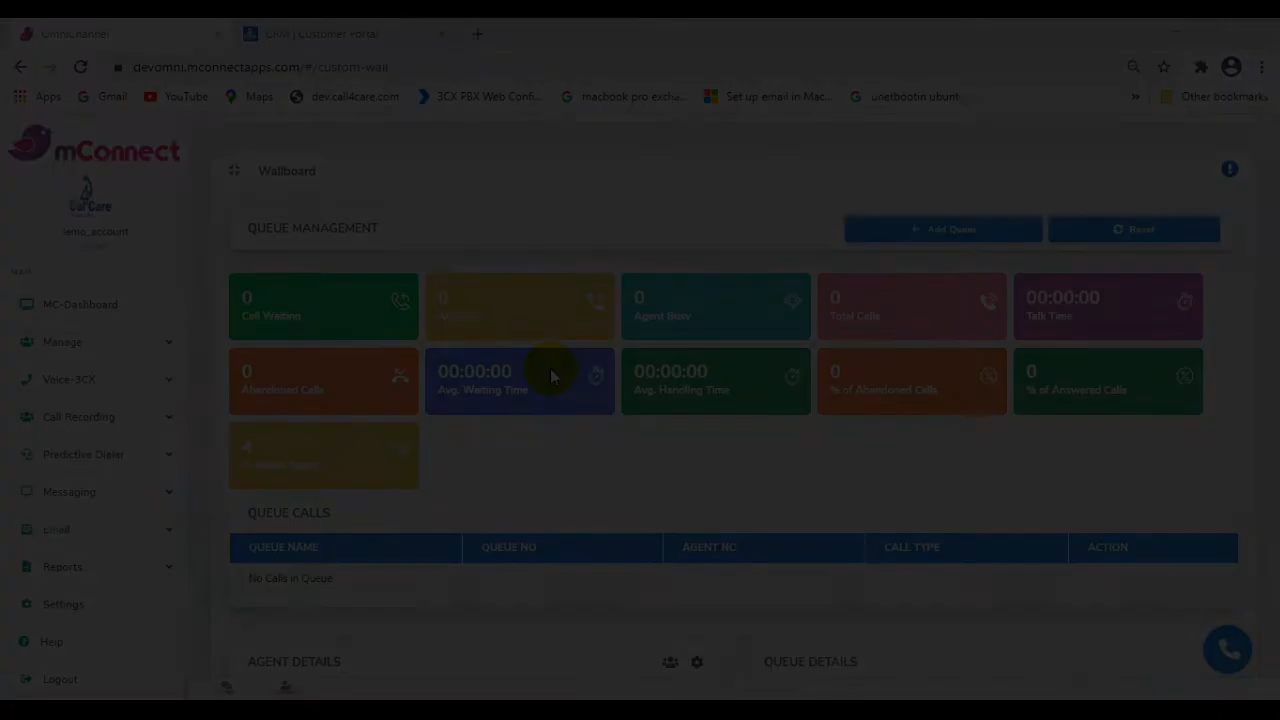 OmniChannel
CRM | Customer Portal
devomni.mconnectapps.com/#/custom-wall
Apps
Gmail
YouTube
Maps
dev.call4care.com
3CX PBX Web Confi...
macbook pro excha...
Set up email in Mac...
unetbootin ubunt
»
Other bookmarks
mConnect
CalCare
Wallboard
QUEUE MANAGEMENT
Add Queue
Reset
MAIN
MC-Dashboard
Manage
Voice-3CX
Call Recording
Predictive Dialer
Messaging
Email
Reports
Settings
Help
Logout
0
Call Waiting
0
0
Agent Busy
0
Total Calls
00:00:00
Talk Time
0
Abandoned Calls
00:00:00
Avg. Waiting Time
00:00:00
Avg. Handling Time
0
% of Abandoned Calls
0
% of Answered Calls
4
QUEUE CALLS
QUEUE NAME
QUEUE NO
AGENT NO
CALL TYPE
ACTION
No Calls in Queue
AGENT DETAILS
QUEUE DETAILS